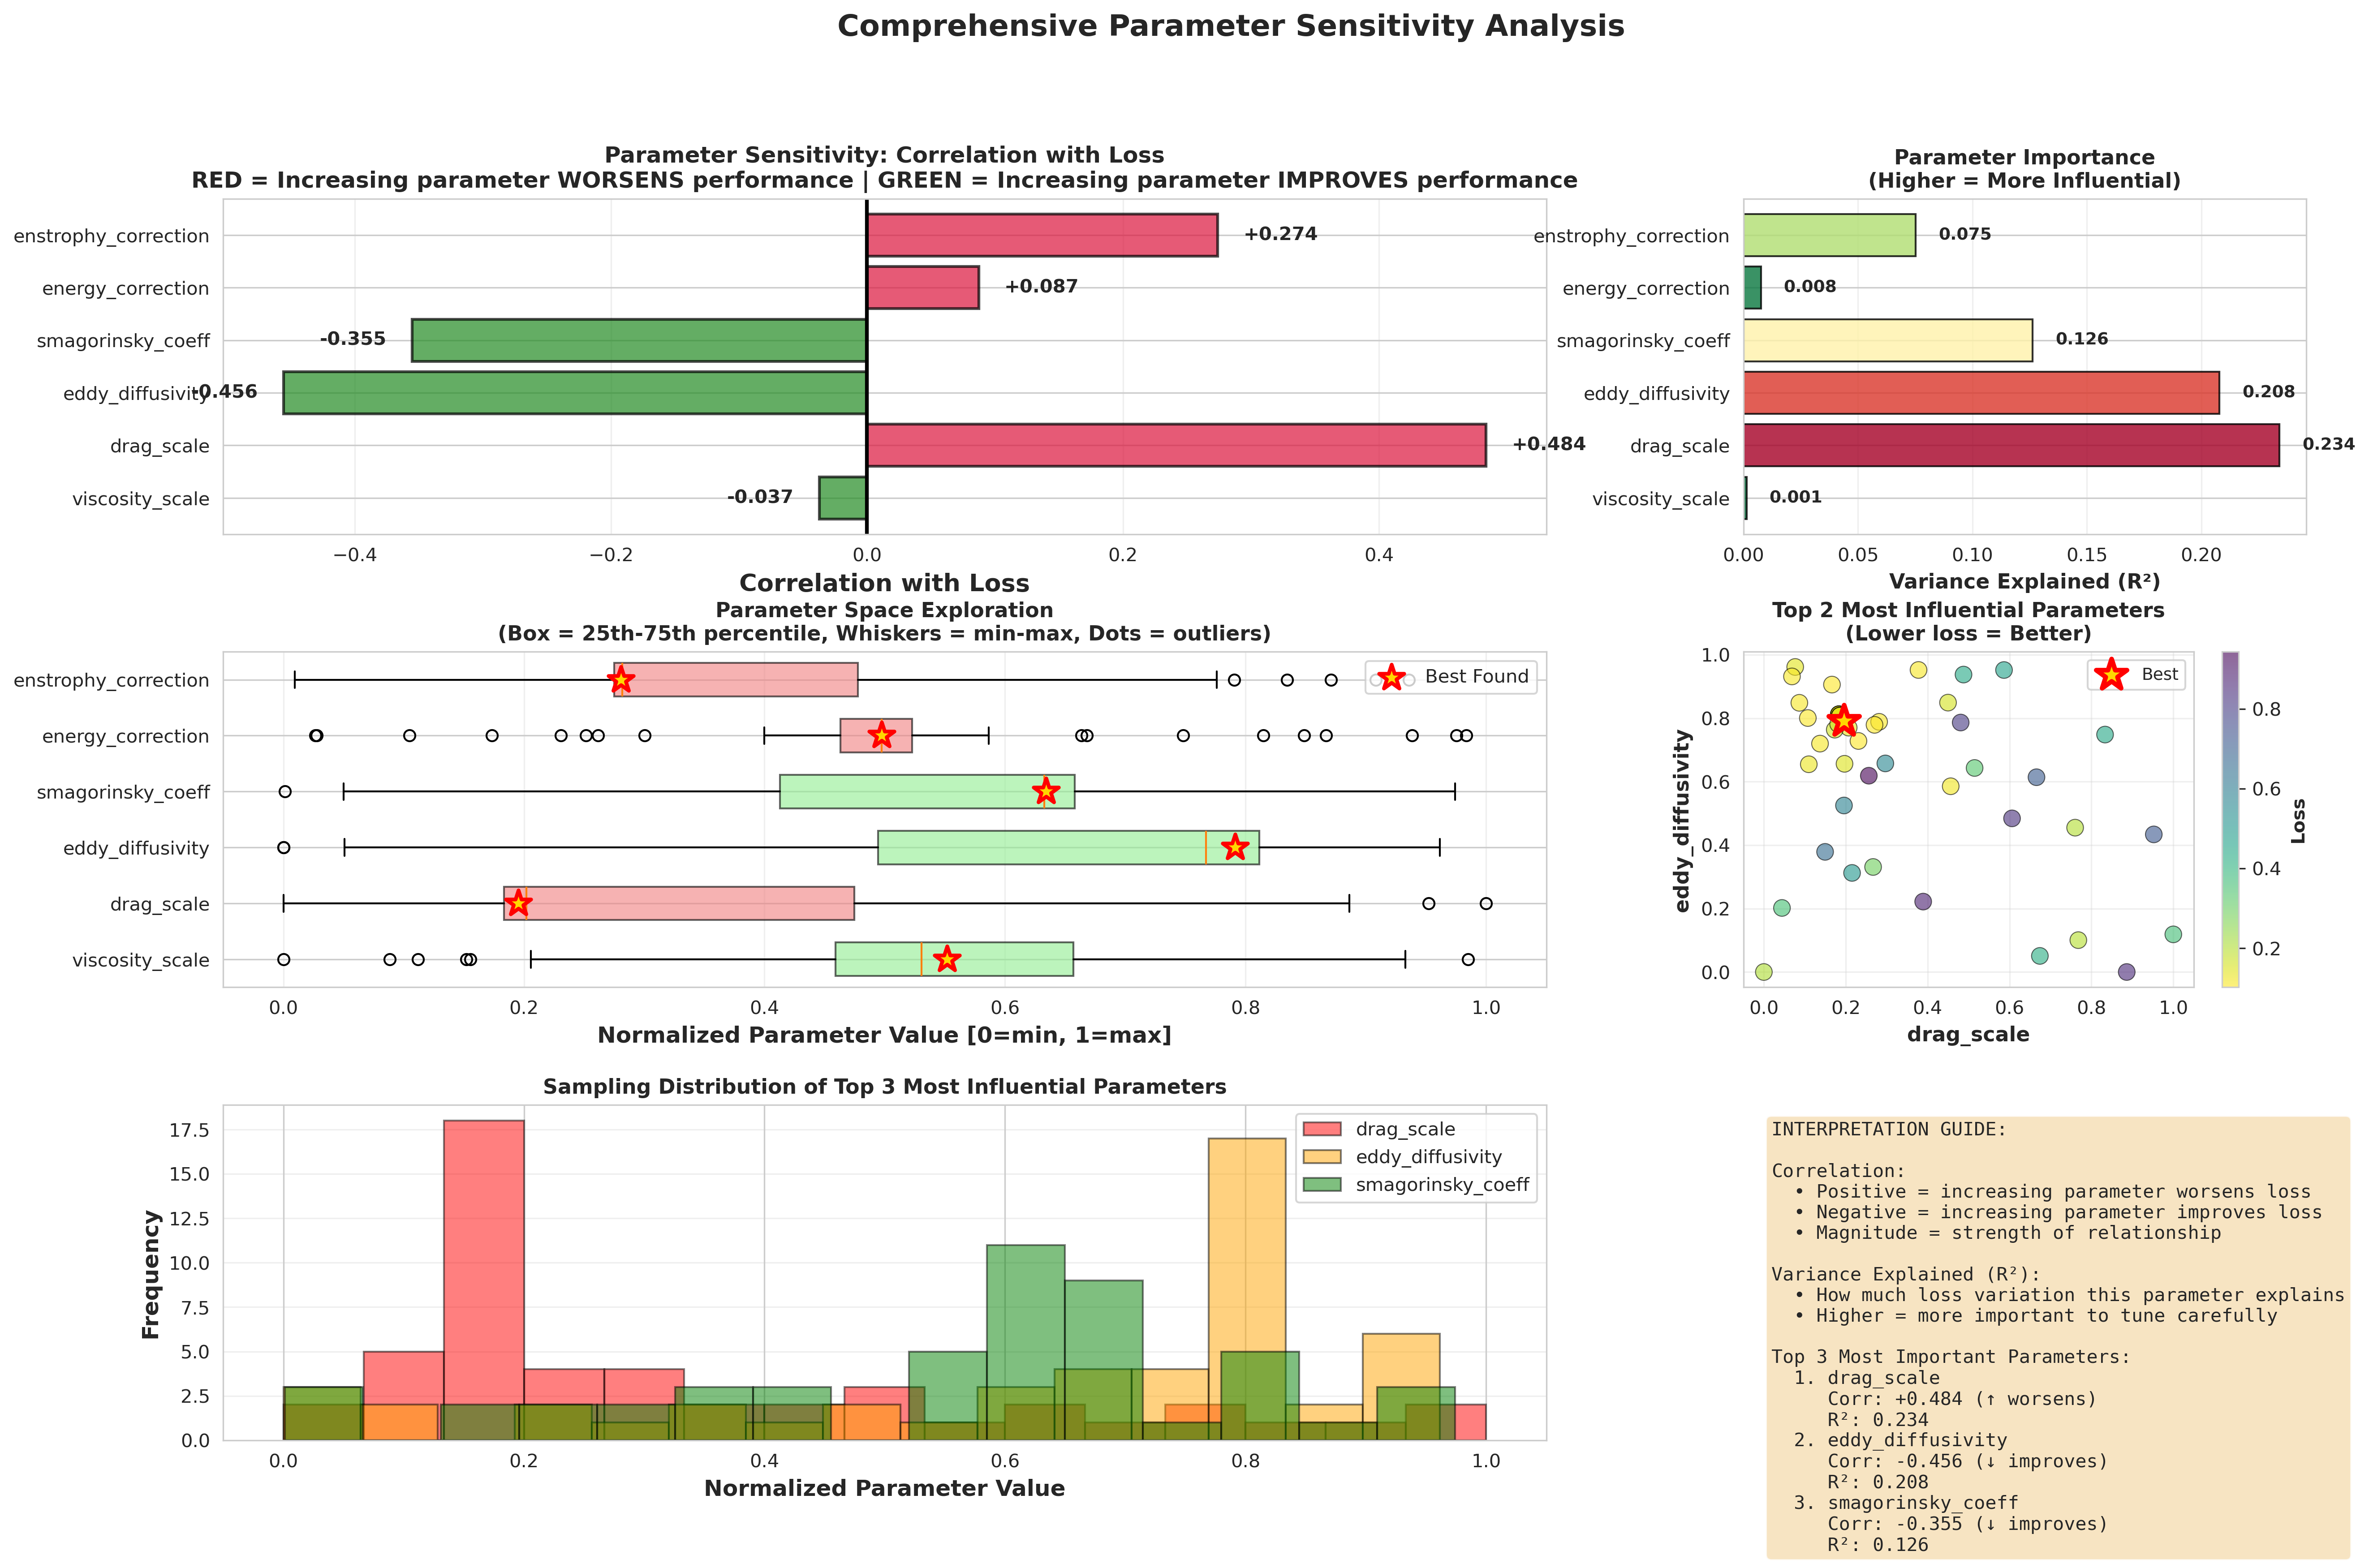 Comprehensive Parameter Sensitivity Analysis
Parameter Sensitivity: Correlation with Loss
RED = Increasing parameter WORSENS performance | GREEN = Increasing parameter IMPROVES performance
enstrophy_correction
+0.274
energy_correction
+0.087
smagorinsky_coeff
-0.355
eddy_diffusivity
-0.456
drag_scale
+0.484
viscosity_scale
-0.037
−0.4
−0.2
0.0
0.2
0.4
Correlation with Loss
Parameter Importance
(Higher = More Influential)
enstrophy_correction
0.075
energy_correction
0.008
smagorinsky_coeff
0.126
eddy_diffusivity
0.208
drag_scale
0.234
viscosity_scale
0.001
0.00
0.05
0.10
0.15
0.20
Variance Explained (R²)
Parameter Space Exploration
(Box = 25th-75th percentile, Whiskers = min-max, Dots = outliers)
Best Found
enstrophy_correction
energy_correction
smagorinsky_coeff
eddy_diffusivity
drag_scale
viscosity_scale
0.0
0.2
0.4
0.6
0.8
1.0
Normalized Parameter Value [0=min, 1=max]
Top 2 Most Influential Parameters
(Lower loss = Better)
Best
eddy_diffusivity
1.0
0.8
0.6
0.4
0.2
0.0
0.0
0.2
0.4
0.6
0.8
1.0
drag_scale
0.8
0.6
0.4
0.2
Loss
Sampling Distribution of Top 3 Most Influential Parameters
drag_scale
eddy_diffusivity
smagorinsky_coeff
Frequency
17.5
15.0
12.5
10.0
7.5
5.0
2.5
0.0
0.0
0.2
0.4
0.6
0.8
1.0
Normalized Parameter Value
INTERPRETATION GUIDE:
Correlation:
• Positive = increasing parameter worsens loss
• Negative = increasing parameter improves loss
• Magnitude = strength of relationship
Variance Explained (R²):
• How much loss variation this parameter explains
• Higher = more important to tune carefully
Top 3 Most Important Parameters:
1. drag_scale
Corr: +0.484 (↑ worsens)
R²: 0.234
2. eddy_diffusivity
Corr: -0.456 (↓ improves)
R²: 0.208
3. smagorinsky_coeff
Corr: -0.355 (↓ improves)
R²: 0.126